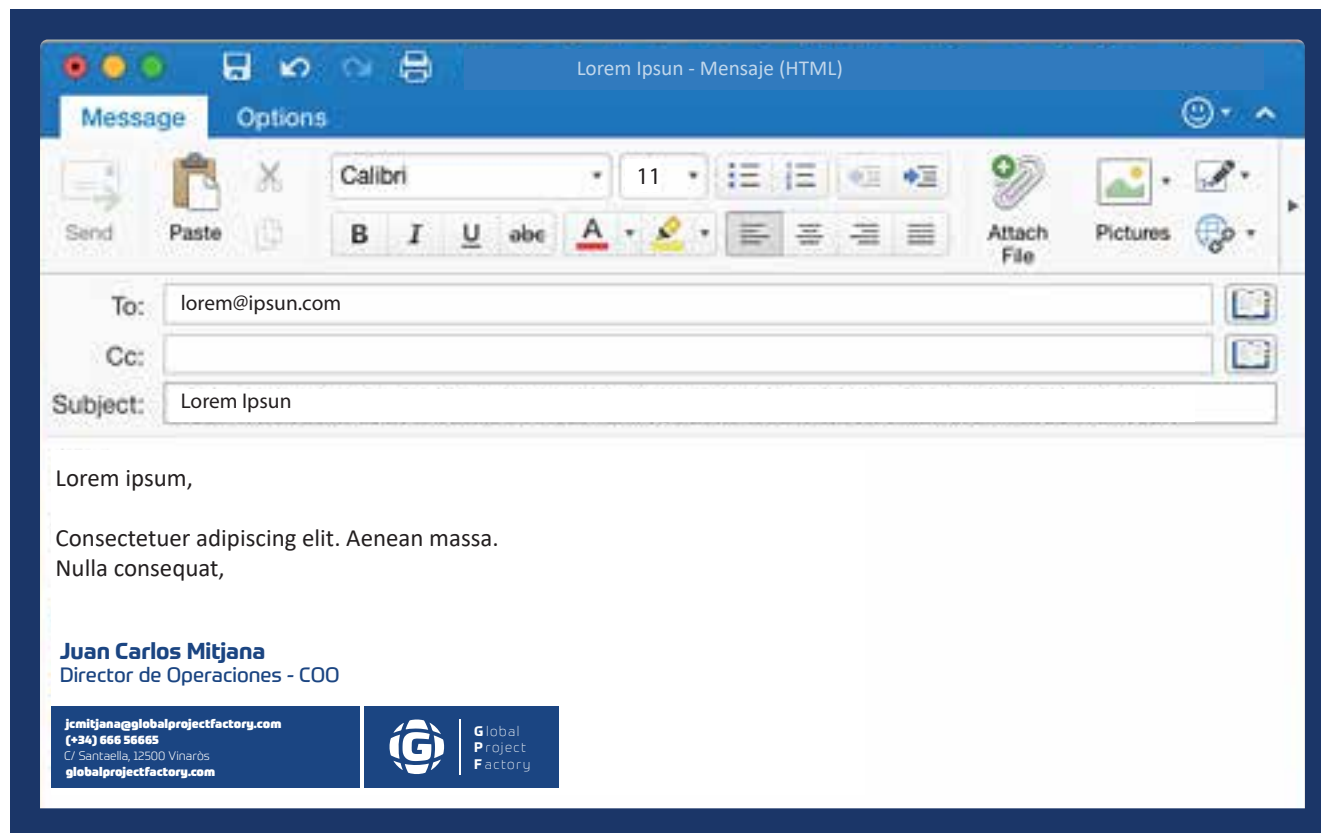 Lorem Ipsun - Mensaje (HTML)
Message Options
Calibri 11
Send Paste B I U abc A Attach File Pictures
To: lorem@ipsun.com
Cc:
Subject: Lorem Ipsun
Lorem ipsum,
Consectetuer adipiscing elit. Aenean massa.
Nulla consequat,
Juan Carlos Mitjana
Director de Operaciones - COO
jcmitjana@globalprojectfactory.com
(+34) 666 56665
C/ Santaella, 12500 Vinaròs
globalprojectfactory.com
G
Global
Project
Factory